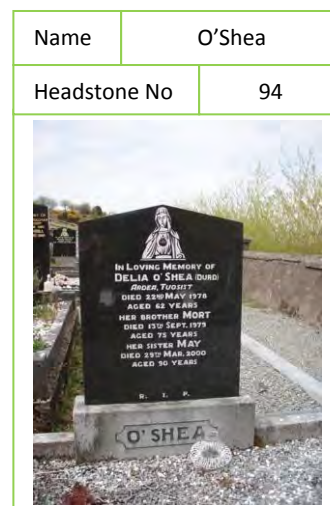 Name O'Shea
Headstone No 94
IN LOVING MEMORY OF
DELIA O'SHEA (DURD)
ARDEA, TUOSIST
DIED 22ND MAY 1978
AGED 62 YEARS
HER BROTHER MORT
DIED 13TH SEPT. 1979
AGED 75 YEARS
HER SISTER MAY
DIED 29TH MAR. 2000
AGED 90 YEARS
R. I. P.
O'SHEA